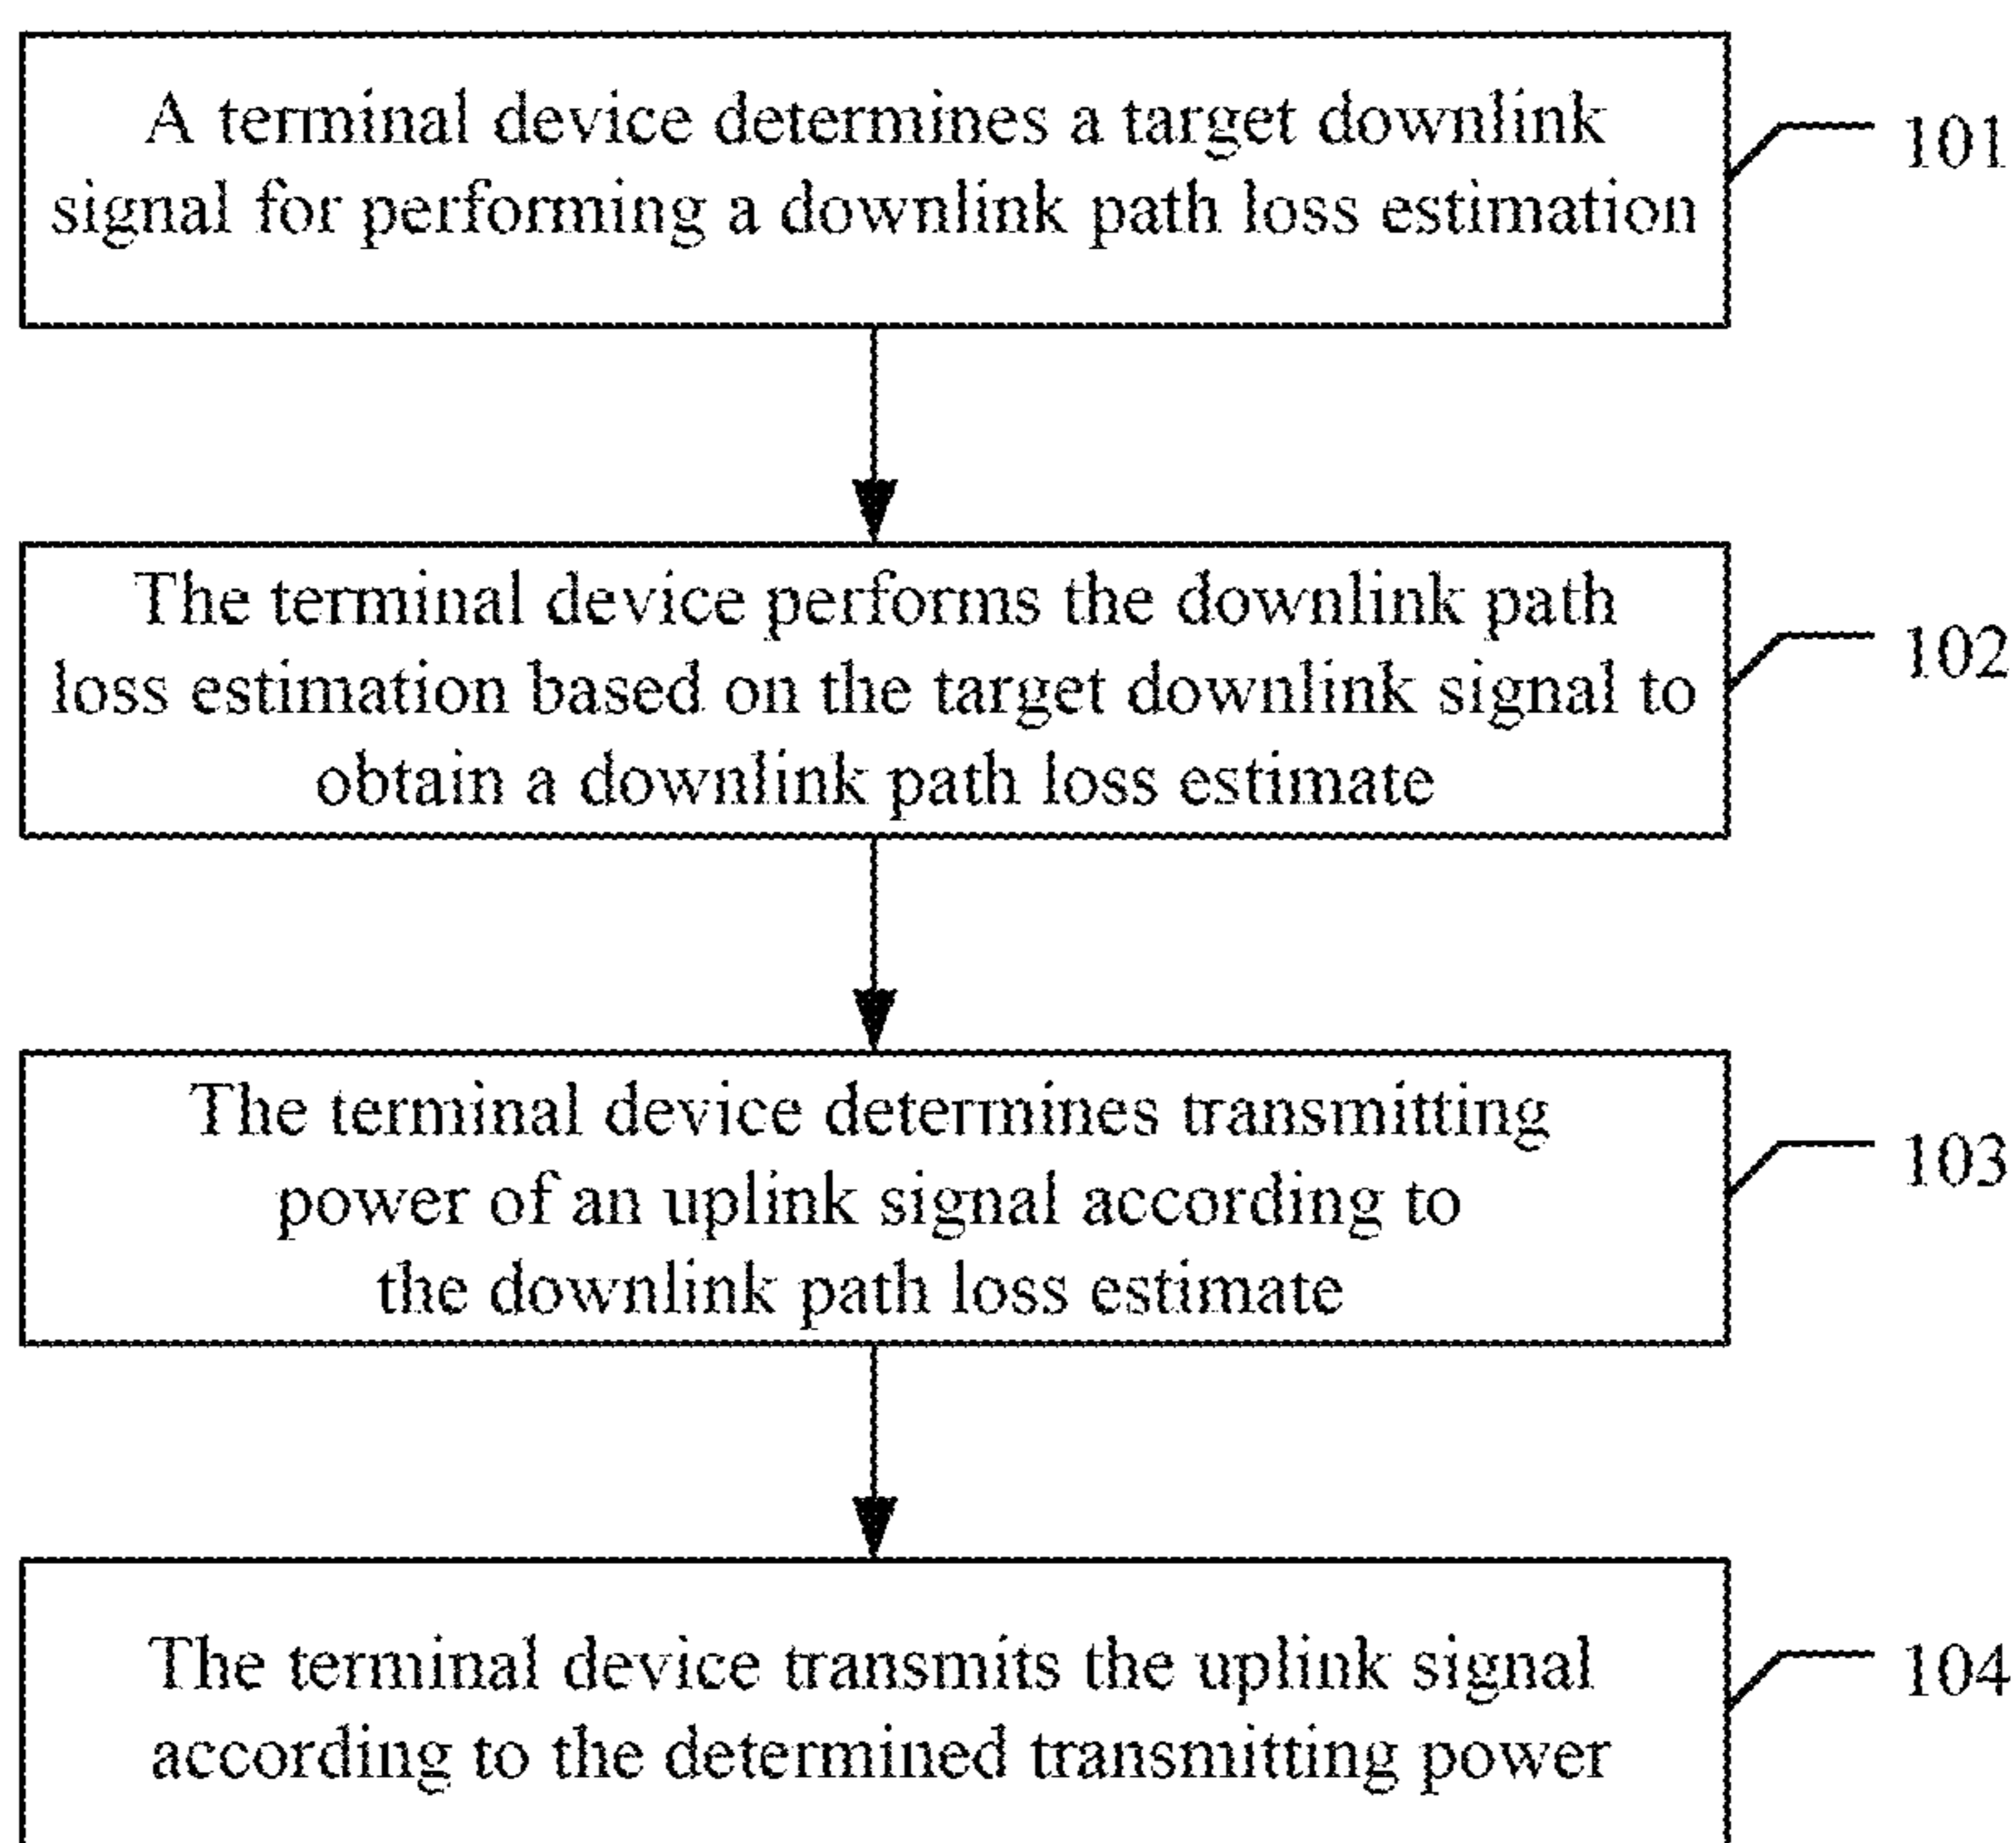 A terminal device determines a target downlink
signal for performing a downlink path loss estimation
101
The terminal device performs the downlink path
loss estimation based on the target downlink signal to
obtain a downlink path loss estimate
102
The terminal device determines transmitting
power of an uplink signal according to
the downlink path loss estimate
103
The terminal device transmits the uplink signal
according to the determined transmitting power
104